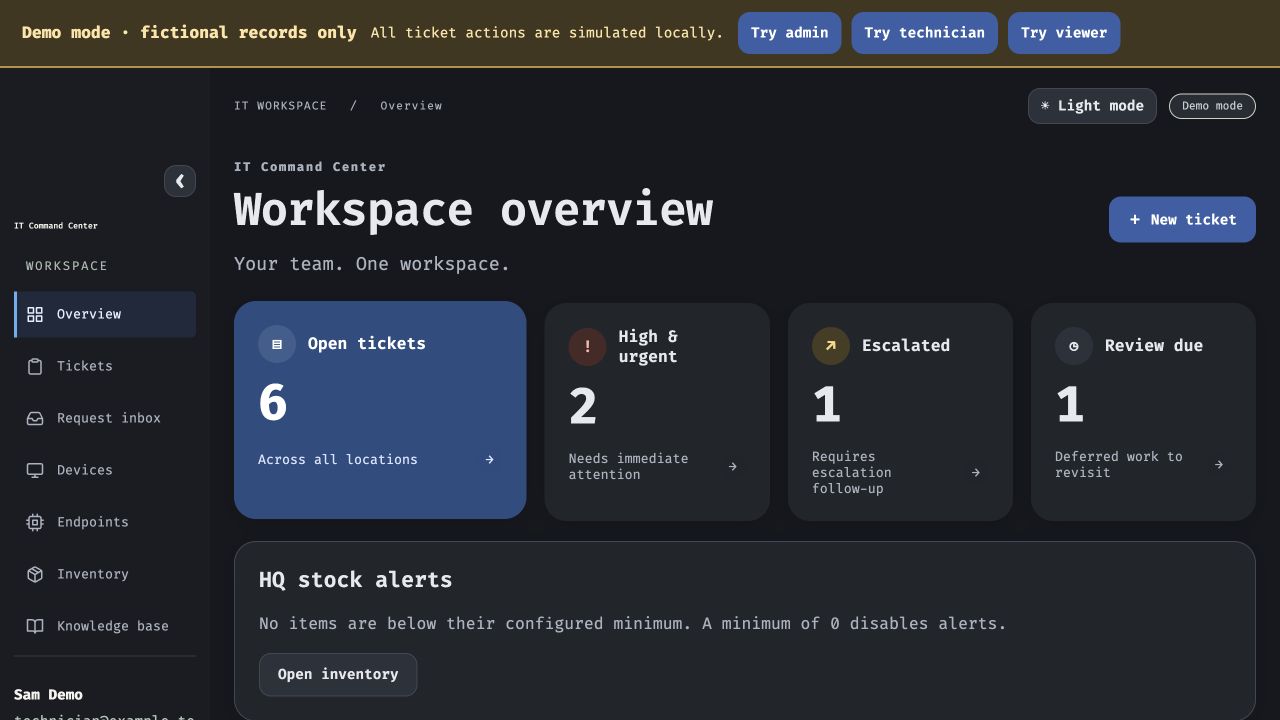 Demo mode · fictional records only All ticket actions are simulated locally. Try admin Try technician Try viewer
IT WORKSPACE / Overview
☀ Light mode
Demo mode
❮
IT Command Center
WORKSPACE
Overview
Tickets
Request inbox
Devices
Endpoints
Inventory
Knowledge base
Sam Demo
IT Command Center
Workspace overview
Your team. One workspace.
+ New ticket
Open tickets
6
Across all locations →
! High &
urgent
2
Needs immediate
attention →
Escalated
1
Requires
escalation
follow-up →
Review due
1
Deferred work to
revisit →
HQ stock alerts
No items are below their configured minimum. A minimum of 0 disables alerts.
Open inventory